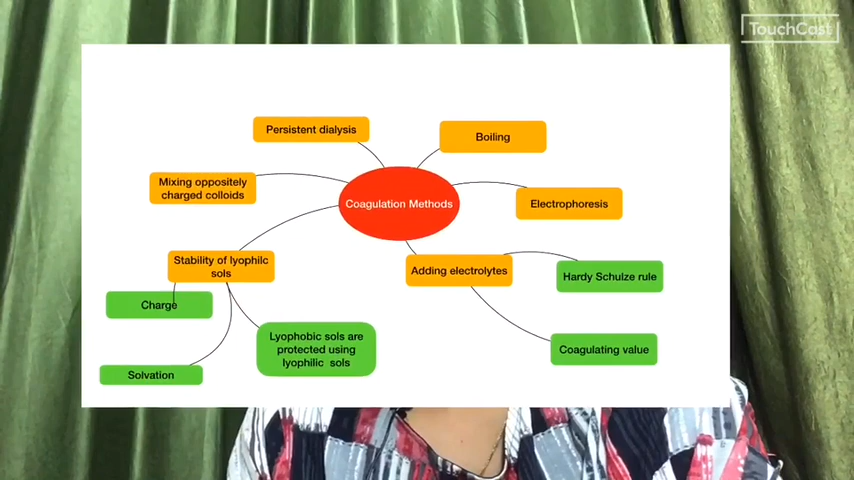 TouchCast
Persistent dialysis
Boiling
Mixing oppositely
charged colloids
Coagulation Methods
Electrophoresis
Stability of lyophilc
sols
Adding electrolytes
Hardy Schulze rule
Charge
Lyophobic sols are
protected using
lyophilic sols
Coagulating value
Solvation